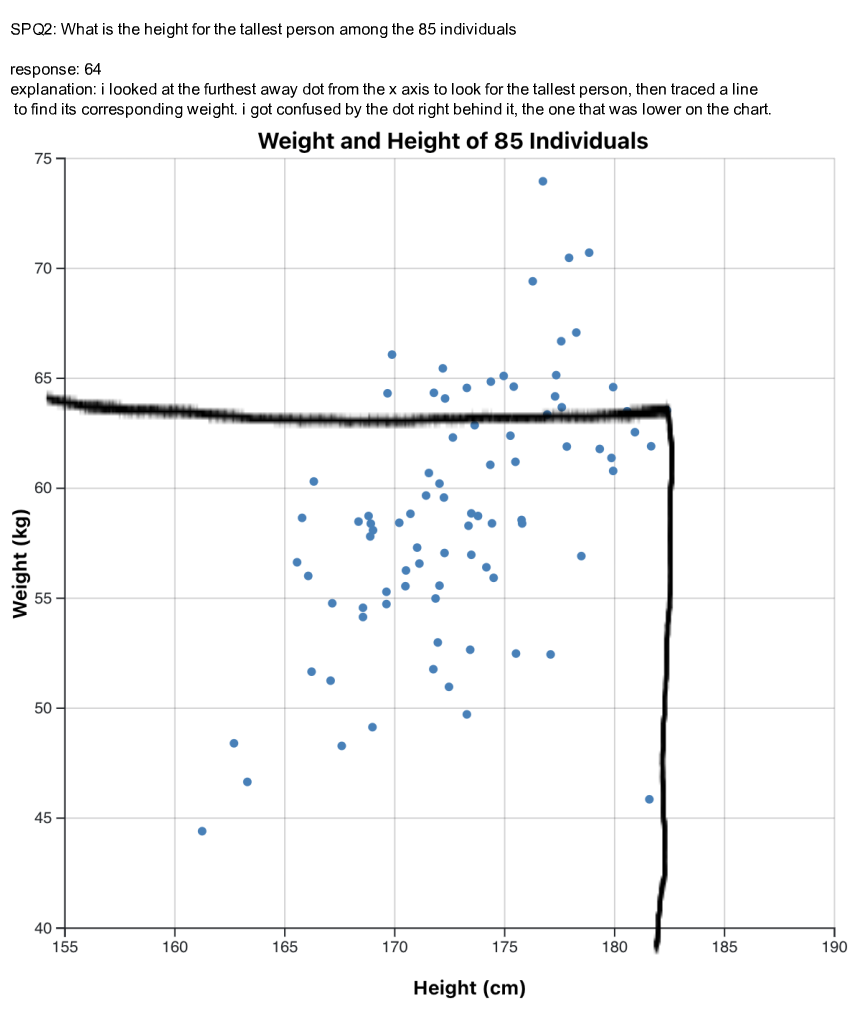 SPQ2: What is the height for the tallest person among the 85 individuals
response: 64
explanation: i looked at the furthest away dot from the x axis to look for the tallest person, then traced a line
to find its corresponding weight. i got confused by the dot right behind it, the one that was lower on the chart.
Weight and Height of 85 Individuals
75
70
65
60
55
50
45
40
Weight (kg)
155 160 165 170 175 180 185 190
Height (cm)